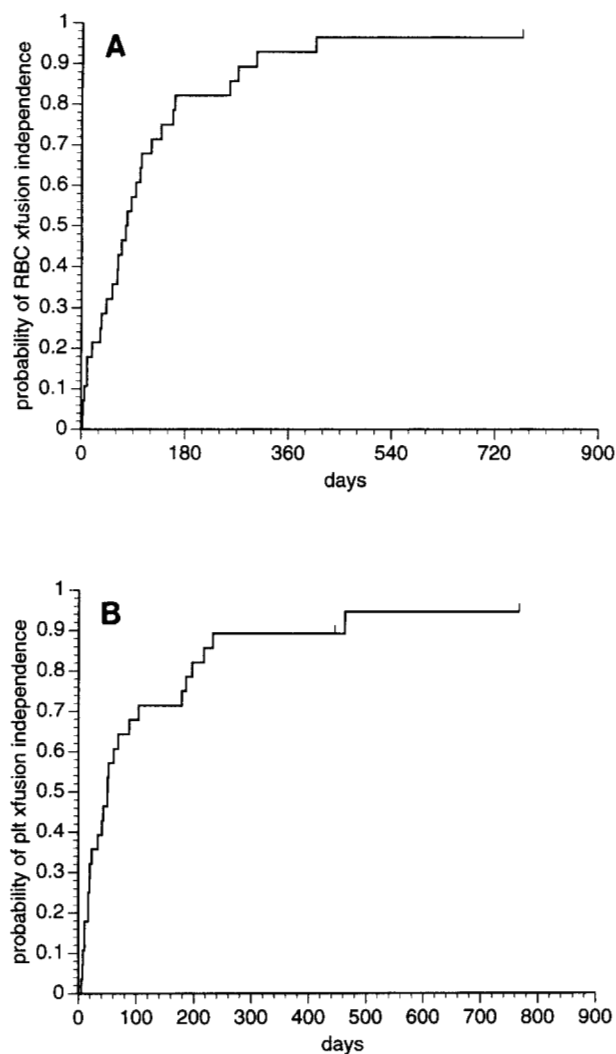 A
probability of RBC xfusion independence
1
0.9
0.8
0.7
0.6
0.5
0.4
0.3
0.2
0.1
0
0 180 360 540 720 900
days
B
probability of plt xfusion independence
1
0.9
0.8
0.7
0.6
0.5
0.4
0.3
0.2
0.1
0
0 100 200 300 400 500 600 700 800 900
days